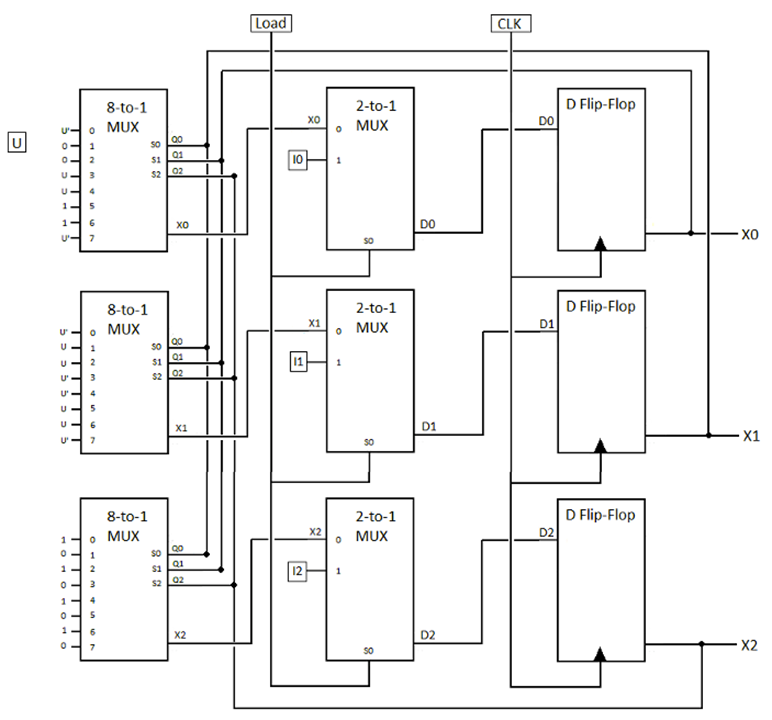 Load
CLK
U
8-to-1
MUX
U' 0
0 1
0 2
U 3
U 4
1 5
1 6
U' 7
S0 Q0
S1 Q1
S2 Q2
X0
X0
2-to-1
MUX
0
I0 1
S0
D0
D0
D Flip-Flop
X0
8-to-1
MUX
U' 0
U 1
U 2
U' 3
U 4
U 5
U 6
U' 7
S0 Q0
S1 Q1
S2 Q2
X1
X1
2-to-1
MUX
0
I1 1
S0
D1
D1
D Flip-Flop
X1
8-to-1
MUX
1 0
0 1
1 2
0 3
1 4
0 5
1 6
0 7
S0 Q0
S1 Q1
S2 Q2
X2
X2
2-to-1
MUX
0
I2 1
S0
D2
D2
D Flip-Flop
X2